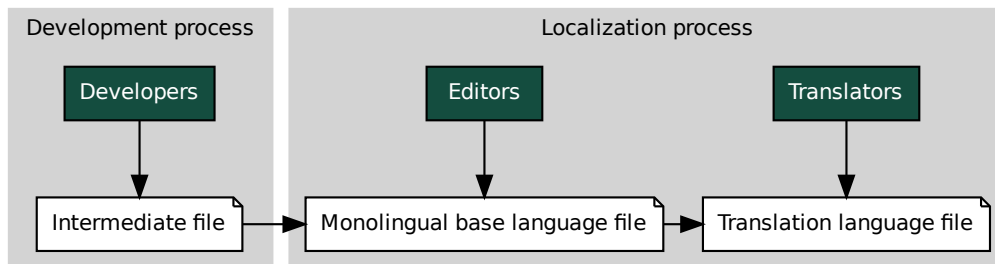 Development process
Localization process
Developers
Editors
Translators
Intermediate file
Monolingual base language file
Translation language file